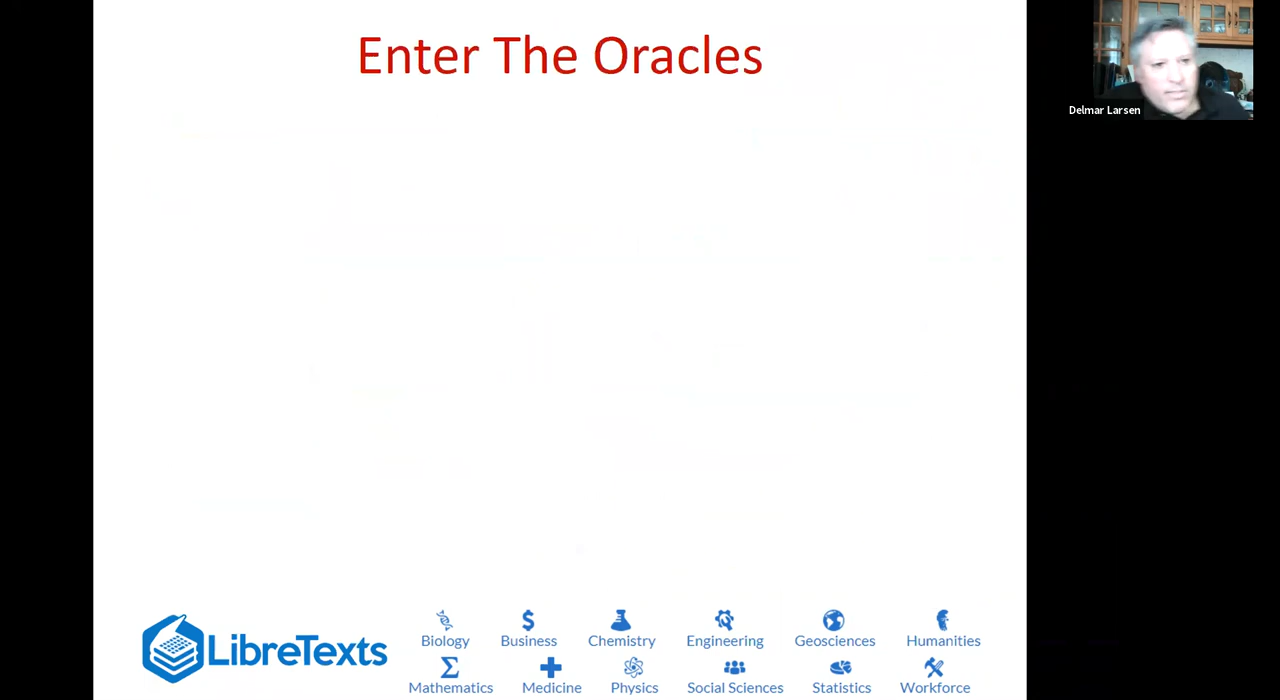 Enter The Oracles
Delmar Larsen
LibreTexts
Biology Business Chemistry Engineering Geosciences Humanities
Mathematics Medicine Physics Social Sciences Statistics Workforce